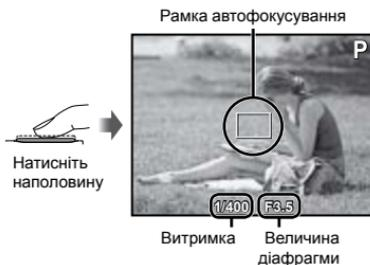 Рамка автофокусування
P
Натисніть
наполовину
1/400 F3.5
Витримка Величина
діафрагми